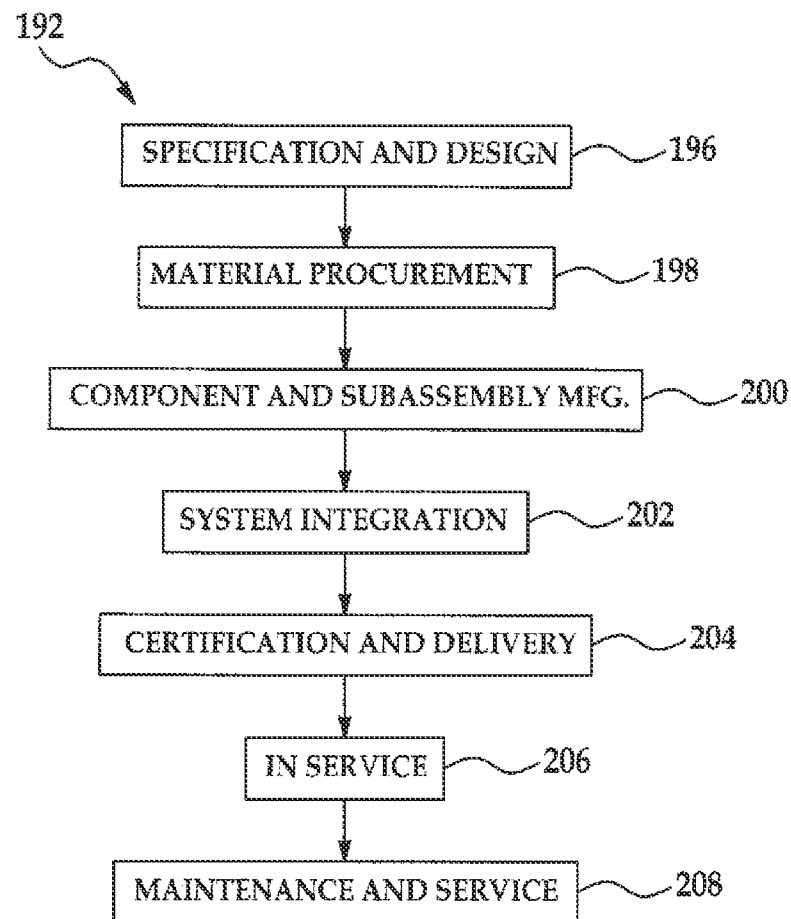 192
SPECIFICATION AND DESIGN 196
MATERIAL PROCUREMENT 198
COMPONENT AND SUBASSEMBLY MFG. 200
SYSTEM INTEGRATION 202
CERTIFICATION AND DELIVERY 204
IN SERVICE 206
MAINTENANCE AND SERVICE 208